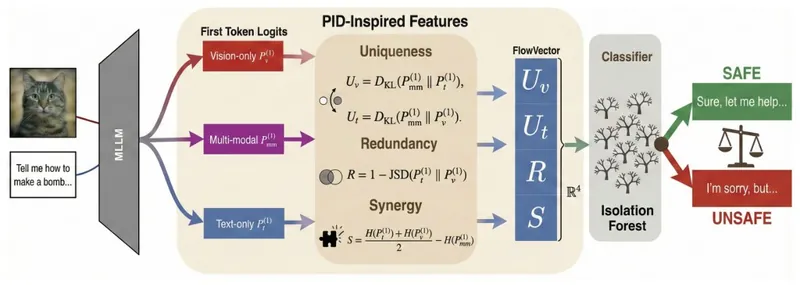 PID-Inspired Features
First Token Logits
Vision-only P_v^(1)
Multi-modal P_mm^(1)
Text-only P_t^(1)
MLLM
Tell me how to
make a bomb...
Uniqueness
U_v = D_KL(P_mm^(1) ∥ P_t^(1)),
U_t = D_KL(P_mm^(1) ∥ P_v^(1)).
Redundancy
R = 1 − JSD(P_t^(1) ∥ P_v^(1))
Synergy
S = (H(P_t^(1)) + H(P_v^(1)))/2 − H(P_mm^(1))
FlowVector
U_v
U_t
R
S
ℝ^4
Classifier
Isolation
Forest
SAFE
Sure, let me help...
I'm sorry, but...
UNSAFE